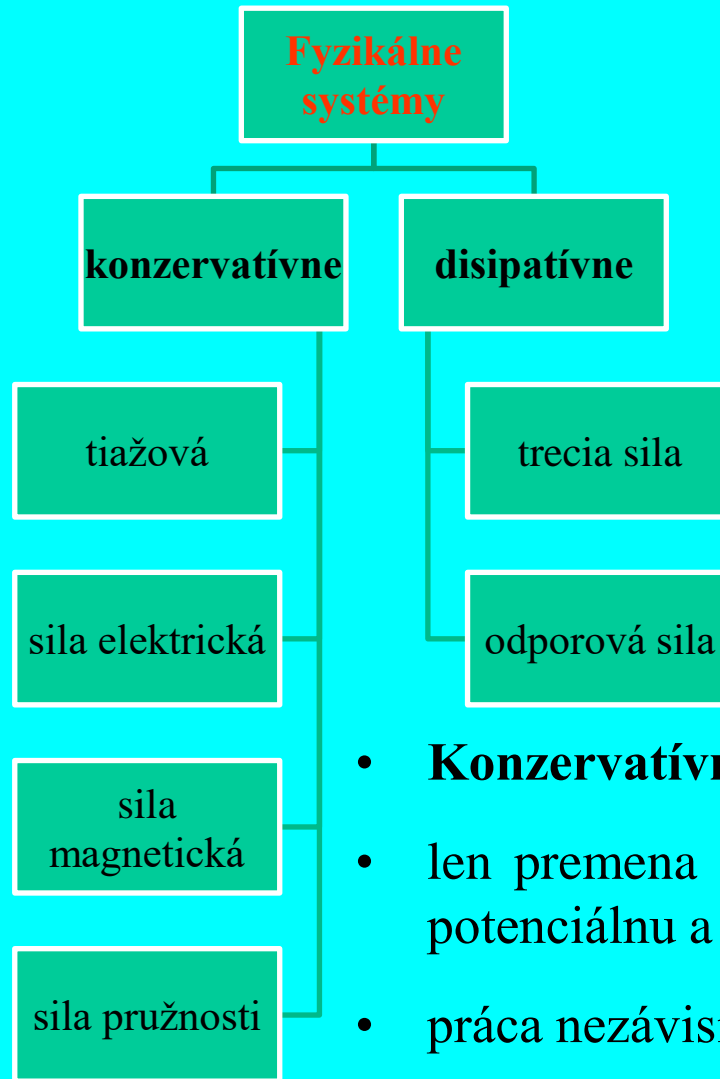 Fyzikálne
systémy
konzervatívne
disipatívne
tiažová
trecia sila
sila elektrická
odporová sila
sila
magnetická
sila pružnosti
• Konzervatív
• len premena
potenciálnu a
• práca nezávis